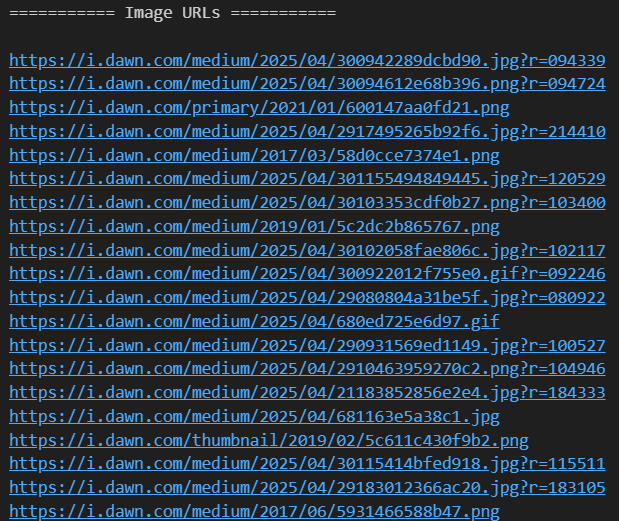 =========== Image URLs ===========
https://i.dawn.com/medium/2025/04/300942289dcbd90.jpg?r=094339
https://i.dawn.com/medium/2025/04/30094612e68b396.png?r=094724
https://i.dawn.com/primary/2021/01/600147aa0fd21.png
https://i.dawn.com/medium/2025/04/2917495265b92f6.jpg?r=214410
https://i.dawn.com/medium/2017/03/58d0cce7374e1.png
https://i.dawn.com/medium/2025/04/301155494849445.jpg?r=120529
https://i.dawn.com/medium/2025/04/30103353cdf0b27.png?r=103400
https://i.dawn.com/medium/2019/01/5c2dc2b865767.png
https://i.dawn.com/medium/2025/04/30102058fae806c.jpg?r=102117
https://i.dawn.com/medium/2025/04/300922012f755e0.gif?r=092246
https://i.dawn.com/medium/2025/04/29080804a31be5f.jpg?r=080922
https://i.dawn.com/medium/2025/04/680ed725e6d97.gif
https://i.dawn.com/medium/2025/04/290931569ed1149.jpg?r=100527
https://i.dawn.com/medium/2025/04/2910463959270c2.png?r=104946
https://i.dawn.com/medium/2025/04/21183852856e2e4.jpg?r=184333
https://i.dawn.com/medium/2025/04/681163e5a38c1.jpg
https://i.dawn.com/thumbnail/2019/02/5c611c430f9b2.png
https://i.dawn.com/medium/2025/04/30115414bfed918.jpg?r=115511
https://i.dawn.com/medium/2025/04/29183012366ac20.jpg?r=183105
https://i.dawn.com/medium/2017/06/5931466588b47.png